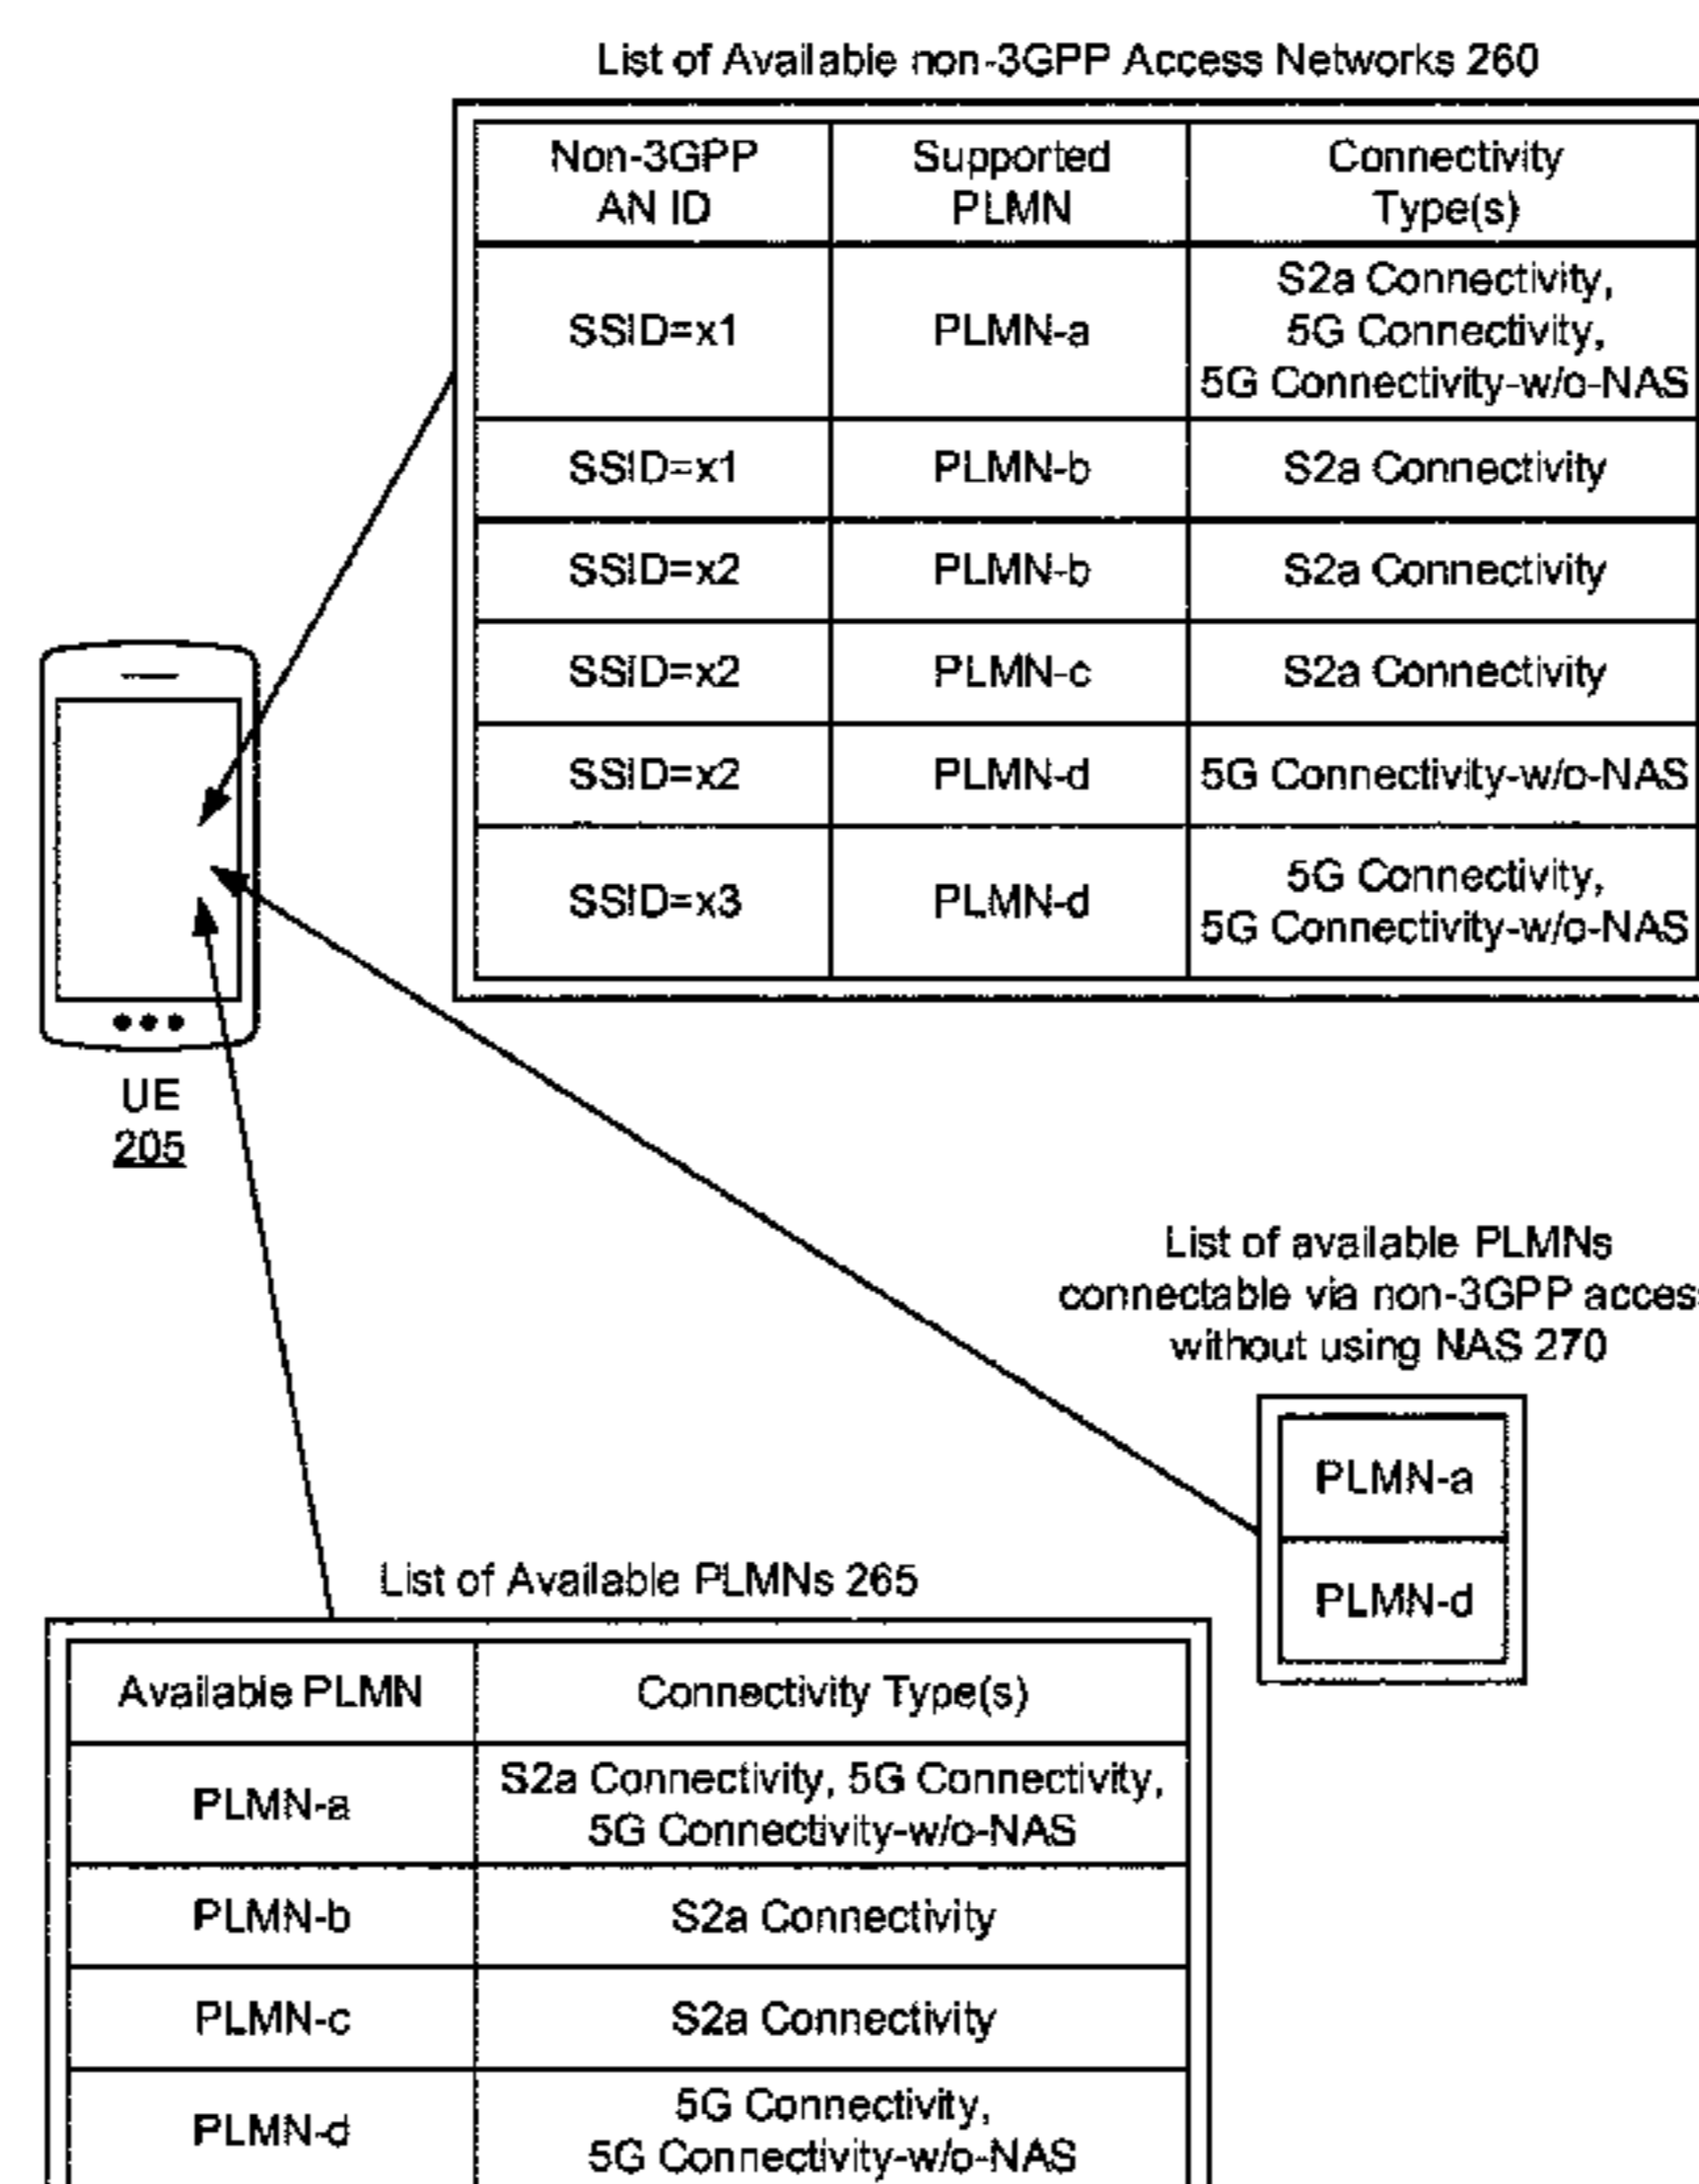 List of Available non-3GPP Access Networks 260
Non-3GPP
AN ID
Supported
PLMN
Connectivity
Type(s)
SSID=x1
PLMN-a
S2a Connectivity,
5G Connectivity,
5G Connectivity-w/o-NAS
SSID=x1
PLMN-b
S2a Connectivity
SSID=x2
PLMN-b
S2a Connectivity
SSID=x2
PLMN-c
S2a Connectivity
SSID=x2
PLMN-d
5G Connectivity-w/o-NAS
SSID=x3
PLMN-d
5G Connectivity,
5G Connectivity-w/o-NAS
UE
205
List of available PLMNs
connectable via non-3GPP access
without using NAS 270
PLMN-a
PLMN-d
List of Available PLMNs 265
Available PLMN
Connectivity Type(s)
PLMN-a
S2a Connectivity, 5G Connectivity,
5G Connectivity-w/o-NAS
PLMN-b
S2a Connectivity
PLMN-c
S2a Connectivity
PLMN-d
5G Connectivity,
5G Connectivity-w/o-NAS